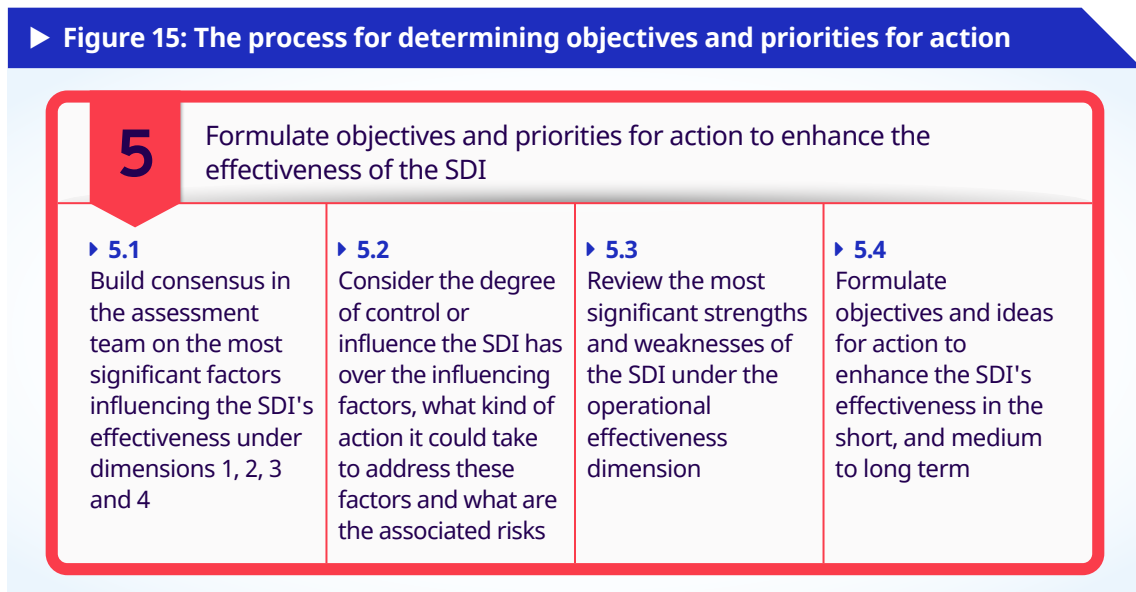 Figure 15: The process for determining objectives and priorities for action
5
Formulate objectives and priorities for action to enhance the
effectiveness of the SDI
5.1
Build consensus in
the assessment
team on the most
significant factors
influencing the SDI's
effectiveness under
dimensions 1, 2, 3
and 4
5.2
Consider the degree
of control or
influence the SDI has
over the influencing
factors, what kind of
action it could take
to address these
factors and what are
the associated risks
5.3
Review the most
significant strengths
and weaknesses of
the SDI under the
operational
effectiveness
dimension
5.4
Formulate
objectives and ideas
for action to
enhance the SDI's
effectiveness in the
short, and medium
to long term